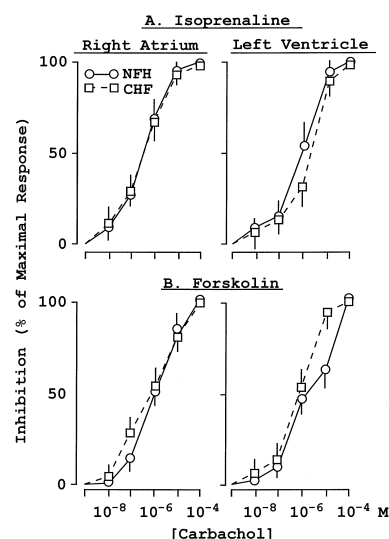 A. Isoprenaline
Right Atrium Left Ventricle
100
NFH
CHF
50
0
Inhibition (% of Maximal Response)
B. Forskolin
100
50
0
10⁻⁸ 10⁻⁶ 10⁻⁴ 10⁻⁸ 10⁻⁶ 10⁻⁴ M
[Carbachol]